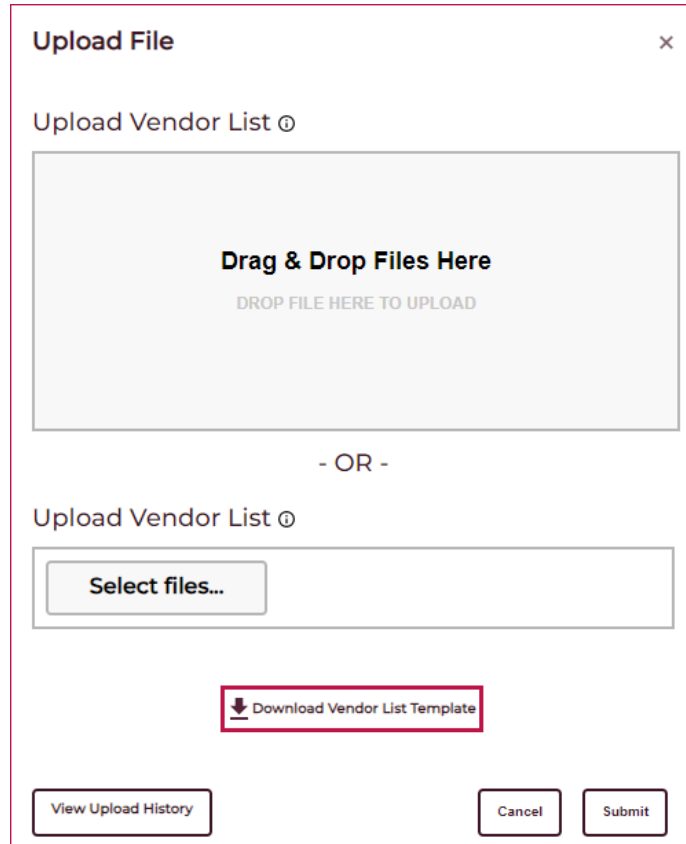 Upload File
Upload Vendor List
Drag & Drop Files Here
DROP FILE HERE TO UPLOAD
- OR -
Upload Vendor List
Select files...
Download Vendor List Template
View Upload History
Cancel
Submit